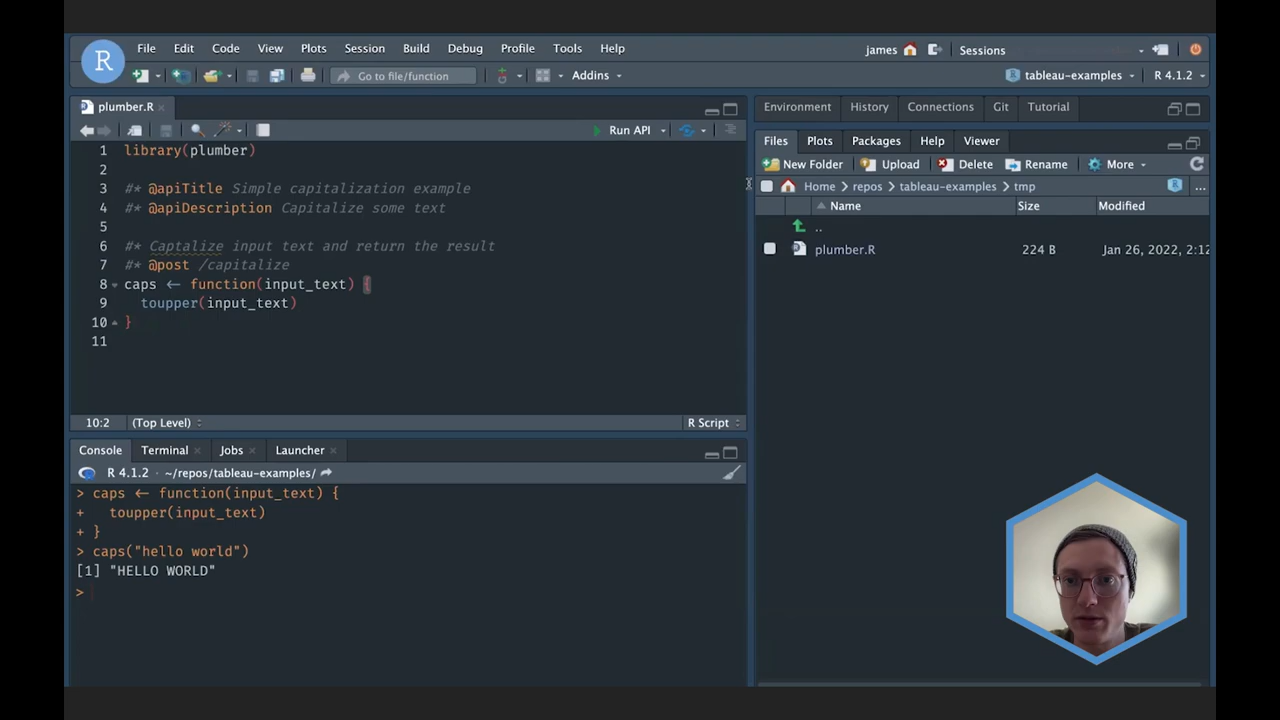 R
File Edit Code View Plots Session Build Debug Profile Tools Help
james Sessions
Go to file/function Addins
tableau-examples R 4.1.2
plumber.R
Run API
1 library(plumber)
2
3 #* @apiTitle Simple capitalization example
4 #* @apiDescription Capitalize some text
5
6 #* Captalize input text and return the result
7 #* @post /capitalize
8 caps <- function(input_text) {
9 toupper(input_text)
10 }
11
10:2 (Top Level) R Script
Console Terminal Jobs Launcher
R 4.1.2 · ~/repos/tableau-examples/
> caps <- function(input_text) {
+ toupper(input_text)
+ }
> caps("hello world")
[1] "HELLO WORLD"
>
Environment History Connections Git Tutorial
Files Plots Packages Help Viewer
New Folder Upload Delete Rename More
Home repos tableau-examples tmp ...
Name Size Modified
..
plumber.R 224 B Jan 26, 2022, 2:12